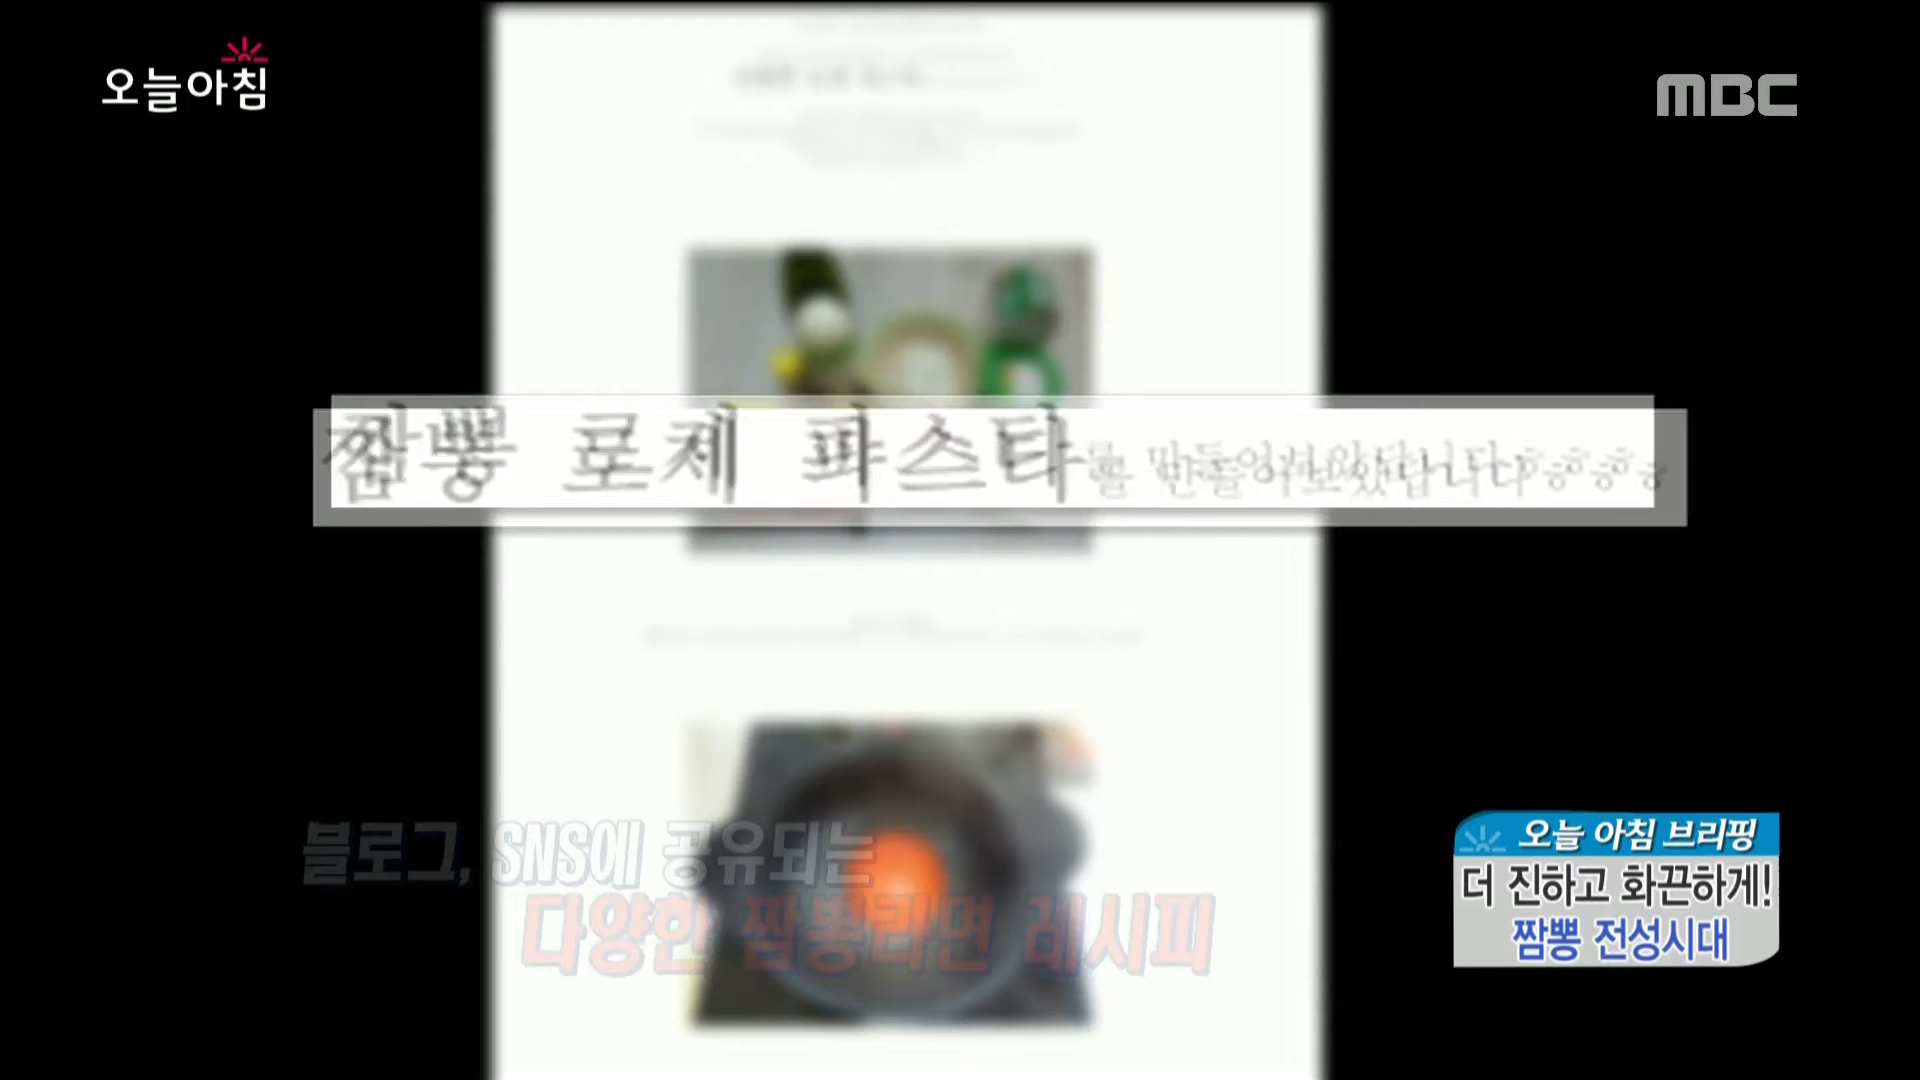 오늘아침
MBC
짬뽕 로제 파스타를 만들어보았답니다ㅎㅎㅎ
블로그, SNS에 공유되는
다양한 짬뽕라면 레시피
오늘 아침 브리핑
더 진하고 화끈하게!
짬뽕 전성시대